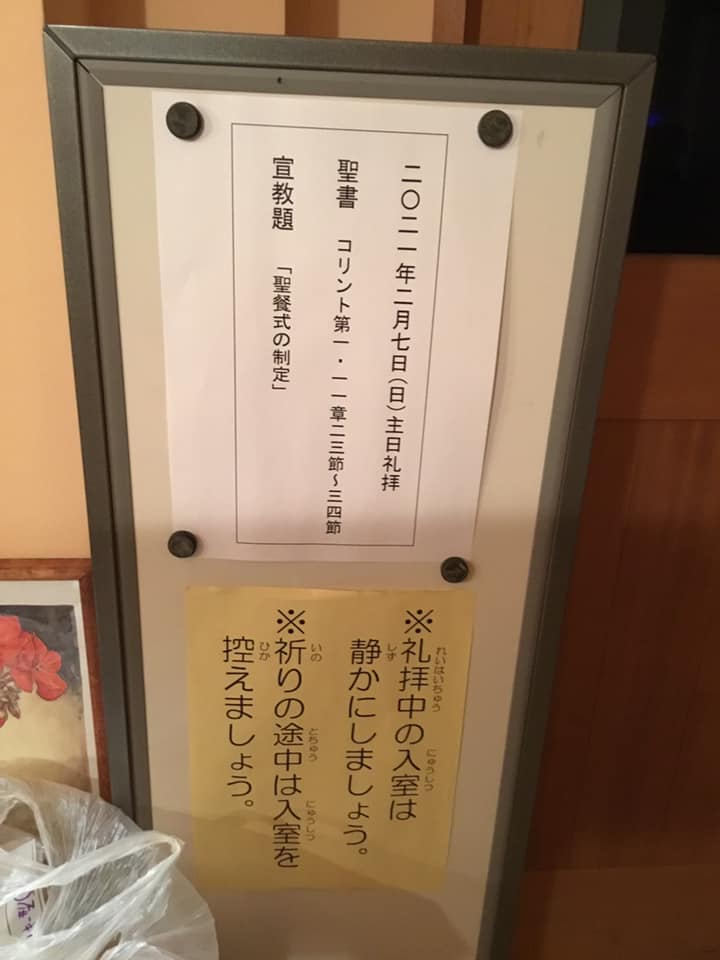 二〇二一年二月七日（日）主日礼拝
聖書　コリント第一・一一章二三節～三四節
宣教題　「聖餐式の制定」
※礼拝中の入室は
静かにしましょう。
※祈りの途中は入室を
控えましょう。